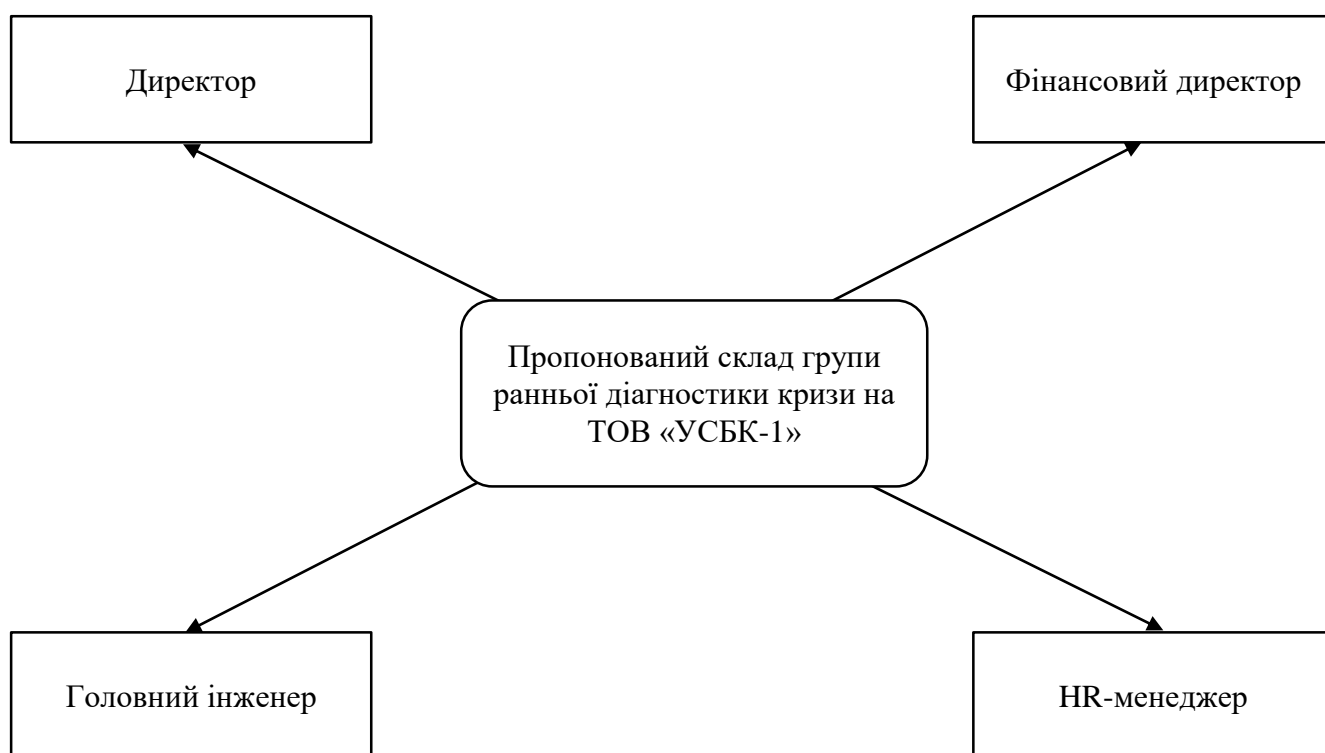 Директор
Фінансовий директор
Пропонований склад групи
ранньої діагностики кризи на
ТОВ «УСБК-1»
Головний інженер
HR-менеджер